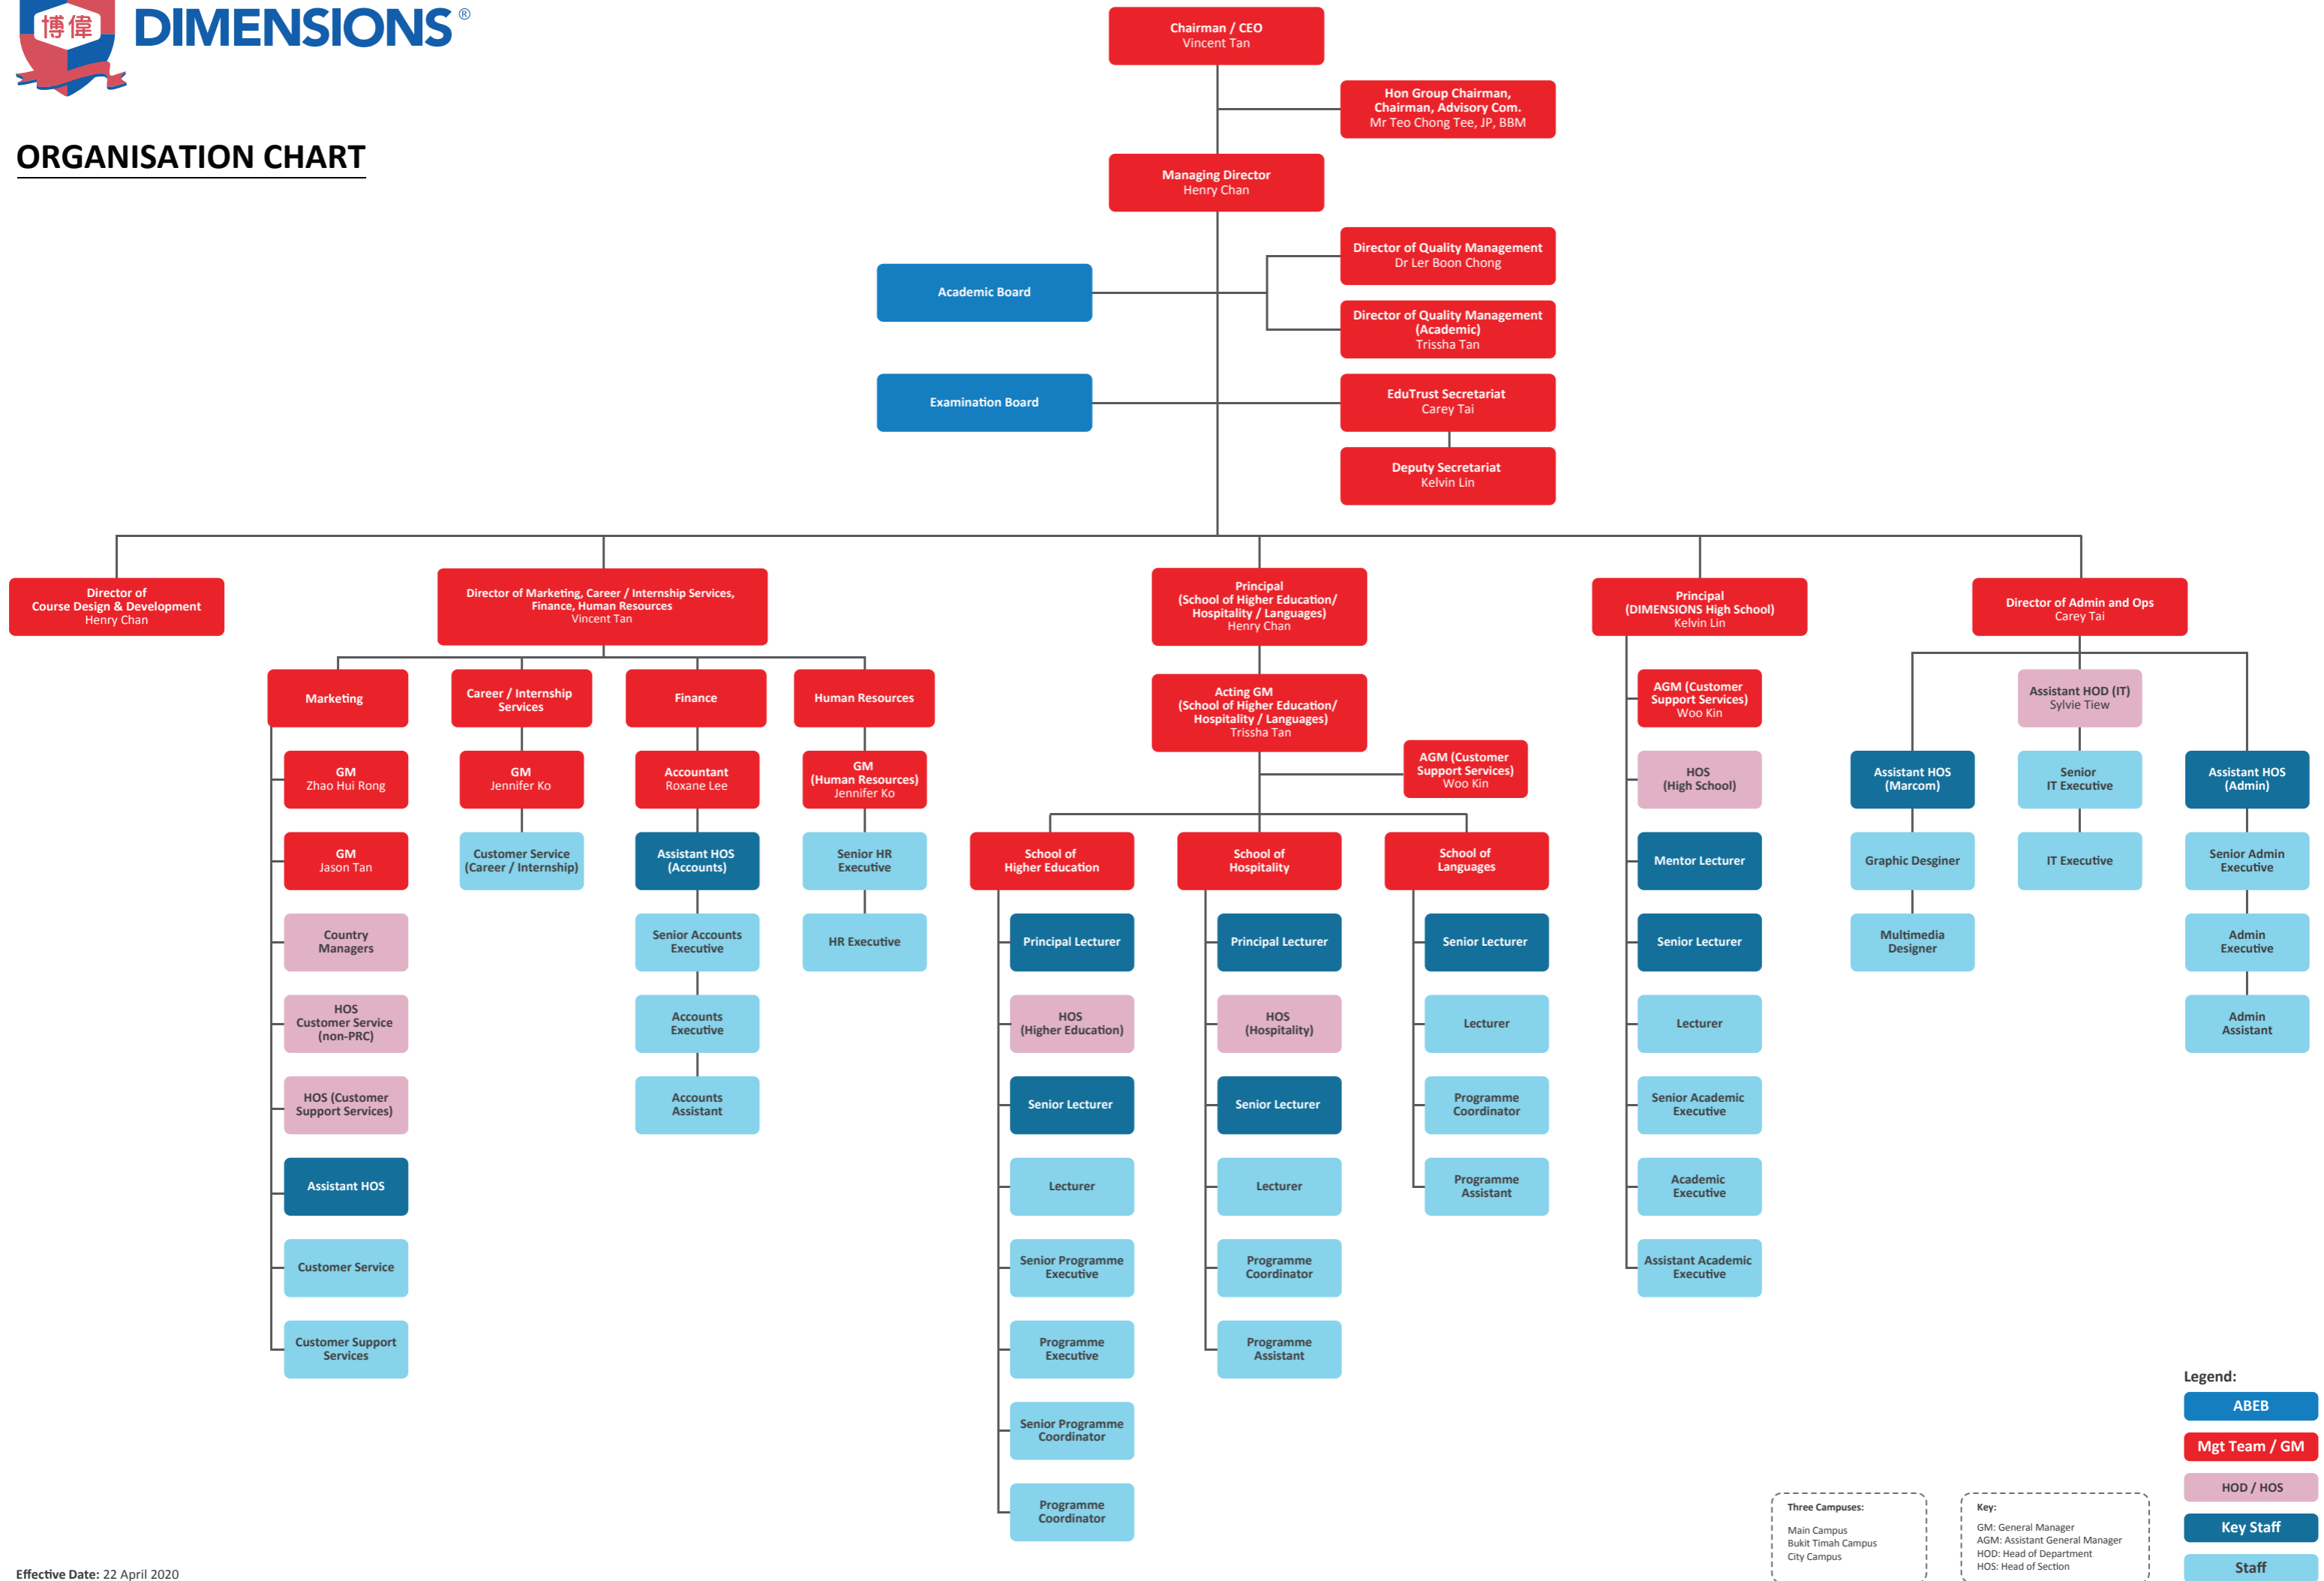 博偉
DIMENSIONS®
ORGANISATION CHART
Chairman / CEO
Vincent Tan
Hon Group Chairman,
Chairman, Advisory Com.
Mr Teo Chong Tee, JP, BBM
Managing Director
Henry Chan
Director of Quality Management
Dr Ler Boon Chong
Academic Board
Director of Quality Management
(Academic)
Trissha Tan
Examination Board
EduTrust Secretariat
Carey Tai
Deputy Secretariat
Kelvin Lin
Director of
Course Design & Development
Henry Chan
Director of Marketing, Career / Internship Services,
Finance, Human Resources
Vincent Tan
Principal
(School of Higher Education/
Hospitality / Languages)
Henry Chan
Principal
(DIMENSIONS High School)
Kelvin Lin
Director of Admin and Ops
Carey Tai
Marketing
GM
Zhao Hui Rong
GM
Jason Tan
Country
Managers
HOS
Customer Service
(non-PRC)
HOS (Customer
Support Services)
Assistant HOS
Customer Service
Customer Support
Services
Career / Internship
Services
GM
Jennifer Ko
Customer Service
(Career / Internship)
Finance
Accountant
Roxane Lee
Assistant HOS
(Accounts)
Senior Accounts
Executive
Accounts
Executive
Accounts
Assistant
Human Resources
GM
(Human Resources)
Jennifer Ko
Senior HR
Executive
HR Executive
Acting GM
(School of Higher Education/
Hospitality / Languages)
Trissha Tan
AGM (Customer
Support Services)
Woo Kin
School of
Higher Education
Principal Lecturer
HOS
(Higher Education)
Senior Lecturer
Lecturer
Senior Programme
Executive
Programme
Executive
Senior Programme
Coordinator
Programme
Coordinator
School of
Hospitality
Principal Lecturer
HOS
(Hospitality)
Senior Lecturer
Lecturer
Programme
Coordinator
Programme
Assistant
School of
Languages
Senior Lecturer
Lecturer
Programme
Coordinator
Programme
Assistant
AGM (Customer
Support Services)
Woo Kin
HOS
(High School)
Mentor Lecturer
Senior Lecturer
Lecturer
Senior Academic
Executive
Academic
Executive
Assistant Academic
Executive
Assistant HOS
(Marcom)
Graphic Desginer
Multimedia
Designer
Assistant HOD (IT)
Sylvie Tiew
Senior
IT Executive
IT Executive
Assistant HOS
(Admin)
Senior Admin
Executive
Admin
Executive
Admin
Assistant
Legend:
ABEB
Mgt Team / GM
HOD / HOS
Key Staff
Staff
Three Campuses:
Main Campus
Bukit Timah Campus
City Campus
Key:
GM: General Manager
AGM: Assistant General Manager
HOD: Head of Department
HOS: Head of Section
Effective Date: 22 April 2020